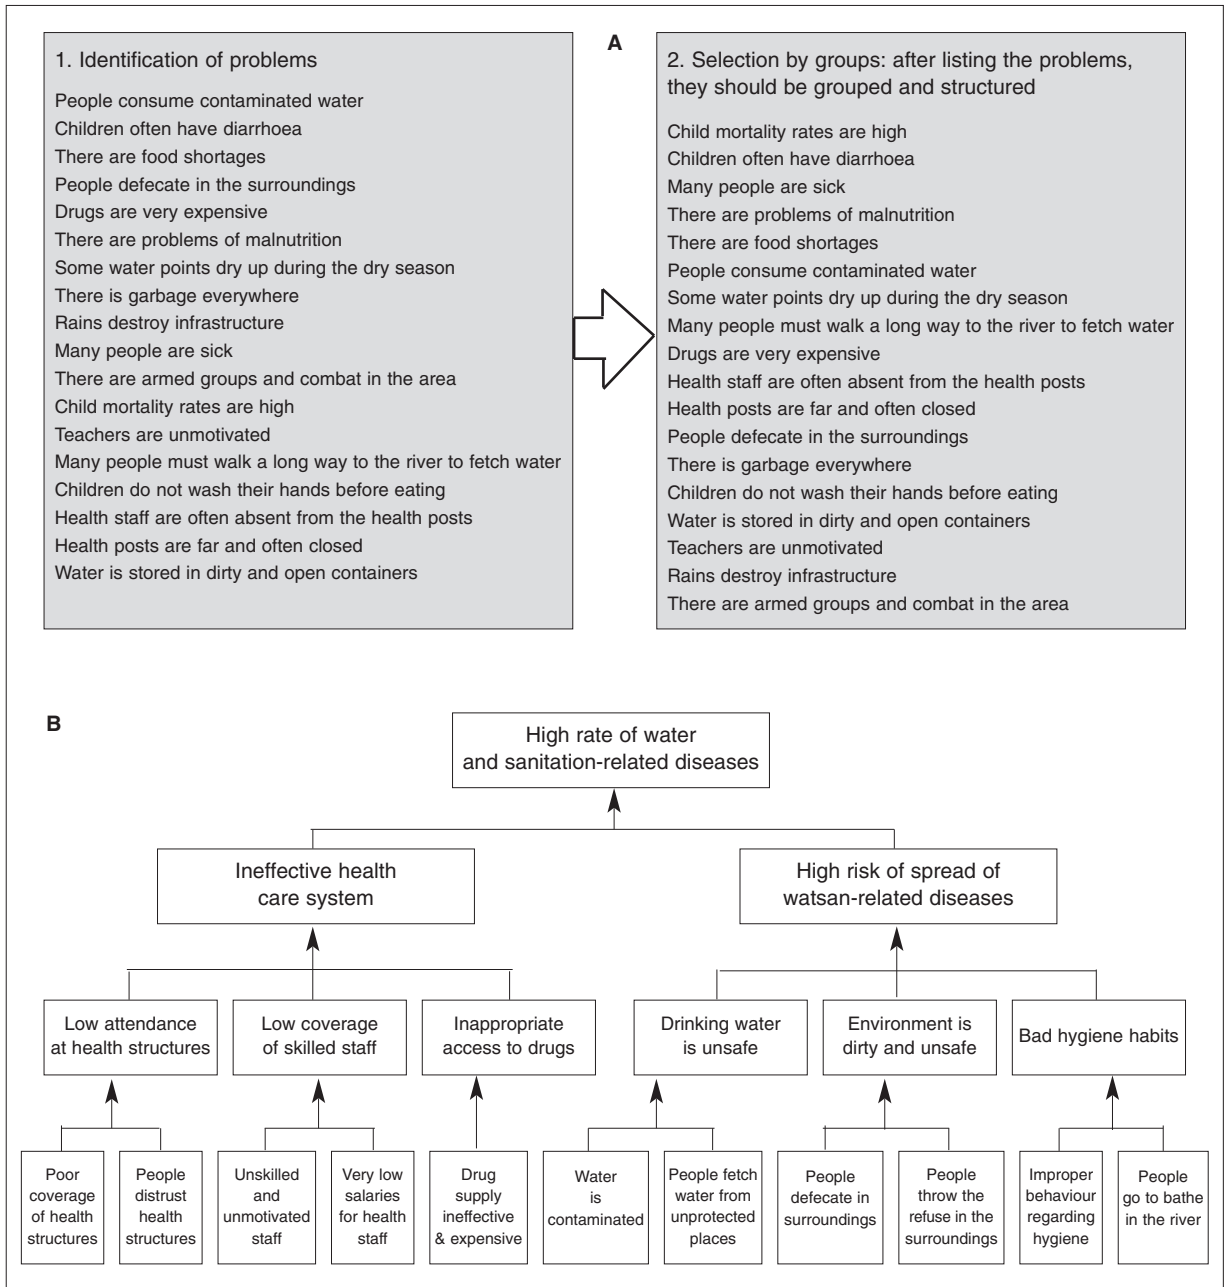 A
1. Identification of problems
People consume contaminated water
Children often have diarrhoea
There are food shortages
People defecate in the surroundings
Drugs are very expensive
There are problems of malnutrition
Some water points dry up during the dry season
There is garbage everywhere
Rains destroy infrastructure
Many people are sick
There are armed groups and combat in the area
Child mortality rates are high
Teachers are unmotivated
Many people must walk a long way to the river to fetch water
Children do not wash their hands before eating
Health staff are often absent from the health posts
Health posts are far and often closed
Water is stored in dirty and open containers
2. Selection by groups: after listing the problems,
they should be grouped and structured
Child mortality rates are high
Children often have diarrhoea
Many people are sick
There are problems of malnutrition
There are food shortages
People consume contaminated water
Some water points dry up during the dry season
Many people must walk a long way to the river to fetch water
Drugs are very expensive
Health staff are often absent from the health posts
Health posts are far and often closed
People defecate in the surroundings
There is garbage everywhere
Children do not wash their hands before eating
Water is stored in dirty and open containers
Teachers are unmotivated
Rains destroy infrastructure
There are armed groups and combat in the area
B
High rate of water
and sanitation-related diseases
Ineffective health
care system
High risk of spread of
watsan-related diseases
Low attendance
at health structures
Low coverage
of skilled staff
Inappropriate
access to drugs
Drinking water
is unsafe
Environment is
dirty and unsafe
Bad hygiene habits
Poor
coverage
of health
structures
People
distrust
health
structures
Unskilled
and
unmotivated
staff
Very low
salaries
for health
staff
Drug
supply
ineffective
& expensive
Water
is
contaminated
People fetch
water from
unprotected
places
People
defecate in
surroundings
People
throw the
refuse in the
surroundings
Improper
behaviour
regarding
hygiene
People
go to bathe
in the river